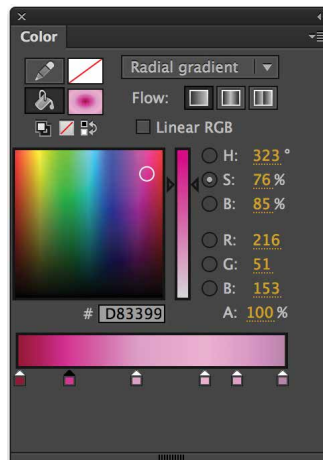 Color
Radial gradient
Flow:
Linear RGB
H: 323 °
S: 76 %
B: 85 %
R: 216
G: 51
B: 153
# D83399 A: 100 %